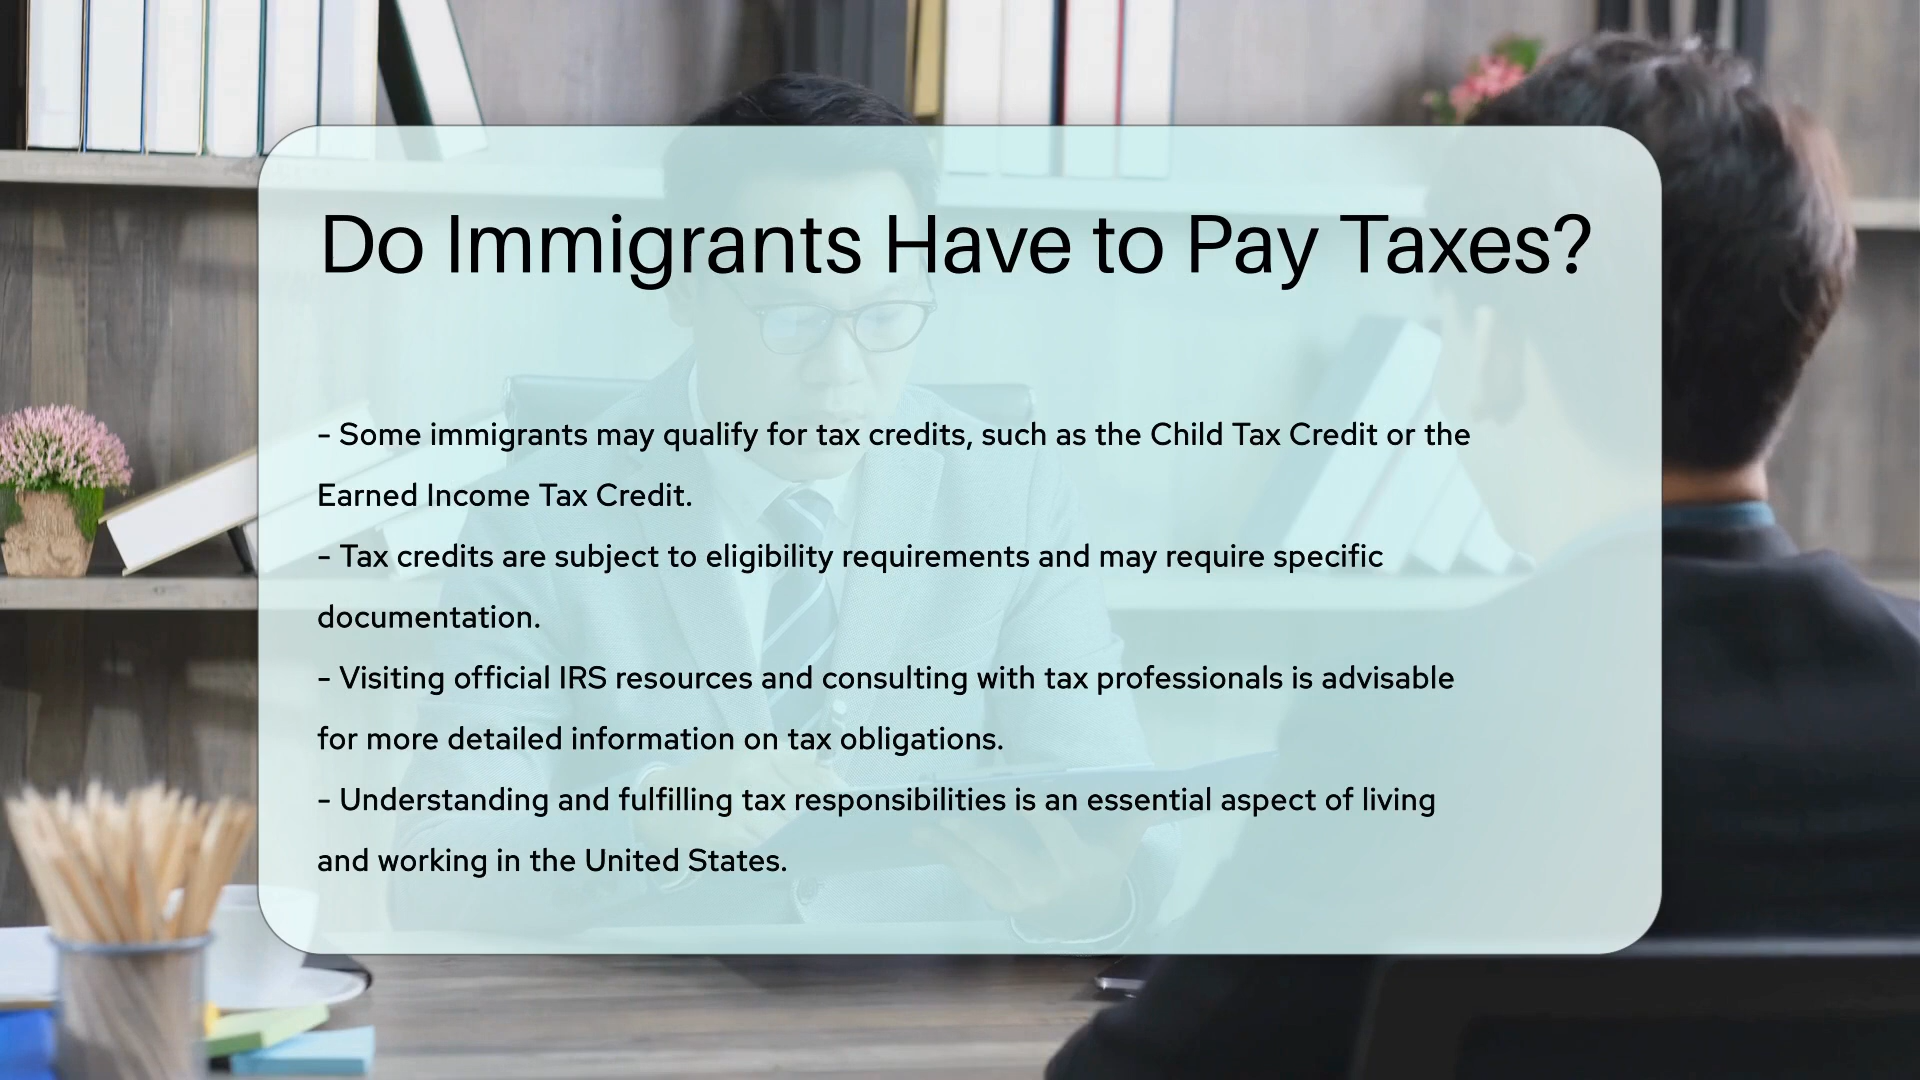 Do Immigrants Have to Pay Taxes?
- Some immigrants may qualify for tax credits, such as the Child Tax Credit or the
Earned Income Tax Credit.
- Tax credits are subject to eligibility requirements and may require specific
documentation.
- Visiting official IRS resources and consulting with tax professionals is advisable
for more detailed information on tax obligations.
- Understanding and fulfilling tax responsibilities is an essential aspect of living
and working in the United States.